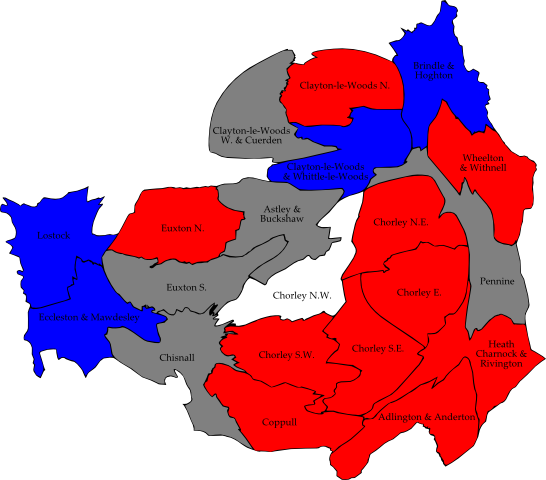 Brindle &
Hoghton
Clayton-le-Woods N.
Clayton-le-Woods
W. & Cuerden
Clayton-le-Woods
& Whittle-le-Woods
Wheelton
& Withnell
Astley &
Buckshaw
Chorley N.E.
Euxton N.
Lostock
Pennine
Euxton S.
Chorley N.W.
Chorley E.
Eccleston & Mawdesley
Heath
Charnock &
Rivington
Chisnall
Chorley S.W.
Chorley S.E.
Coppull
Adlington & Anderton